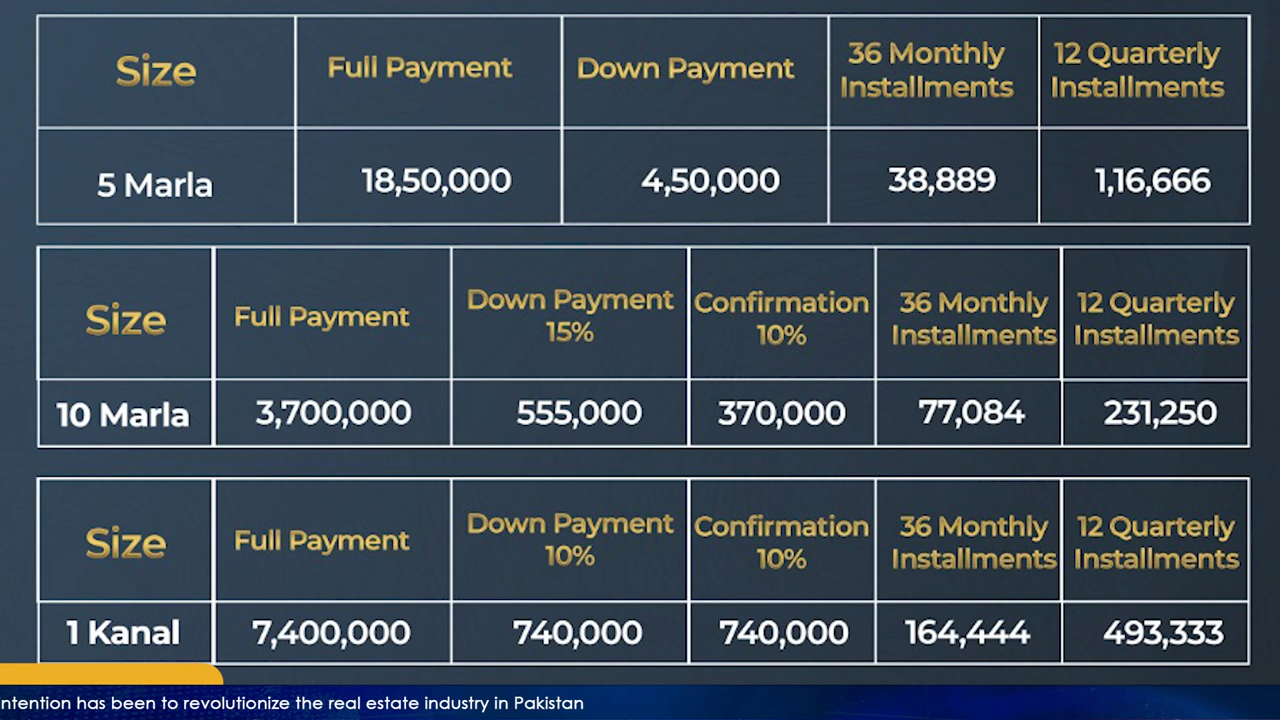 Size Full Payment Down Payment 36 Monthly Installments 12 Quarterly Installments
5 Marla 18,50,000 4,50,000 38,889 1,16,666
Size Full Payment Down Payment 15% Confirmation 10% 36 Monthly Installments 12 Quarterly Installments
10 Marla 3,700,000 555,000 370,000 77,084 231,250
Size Full Payment Down Payment 10% Confirmation 10% 36 Monthly Installments 12 Quarterly Installments
1 Kanal 7,400,000 740,000 740,000 164,444 493,333
ntention has been to revolutionize the real estate industry in Pakistan